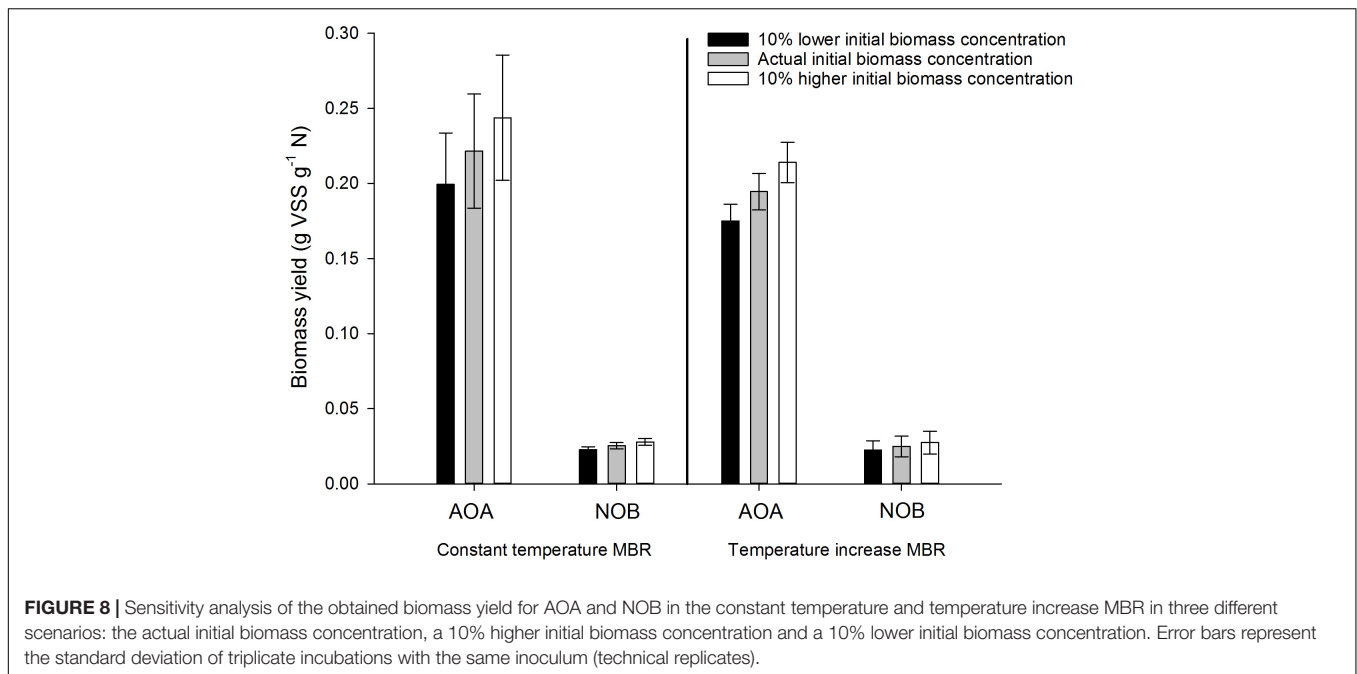 0.30
0.25
0.20
0.15
0.10
0.05
0.00
Biomass yield (g VSS g⁻¹ N)
10% lower initial biomass concentration
Actual initial biomass concentration
10% higher initial biomass concentration
AOA NOB AOA NOB
Constant temperature MBR Temperature increase MBR
FIGURE 8 | Sensitivity analysis of the obtained biomass yield for AOA and NOB in the constant temperature and temperature increase MBR in three different
scenarios: the actual initial biomass concentration, a 10% higher initial biomass concentration and a 10% lower initial biomass concentration. Error bars represent
the standard deviation of triplicate incubations with the same inoculum (technical replicates).